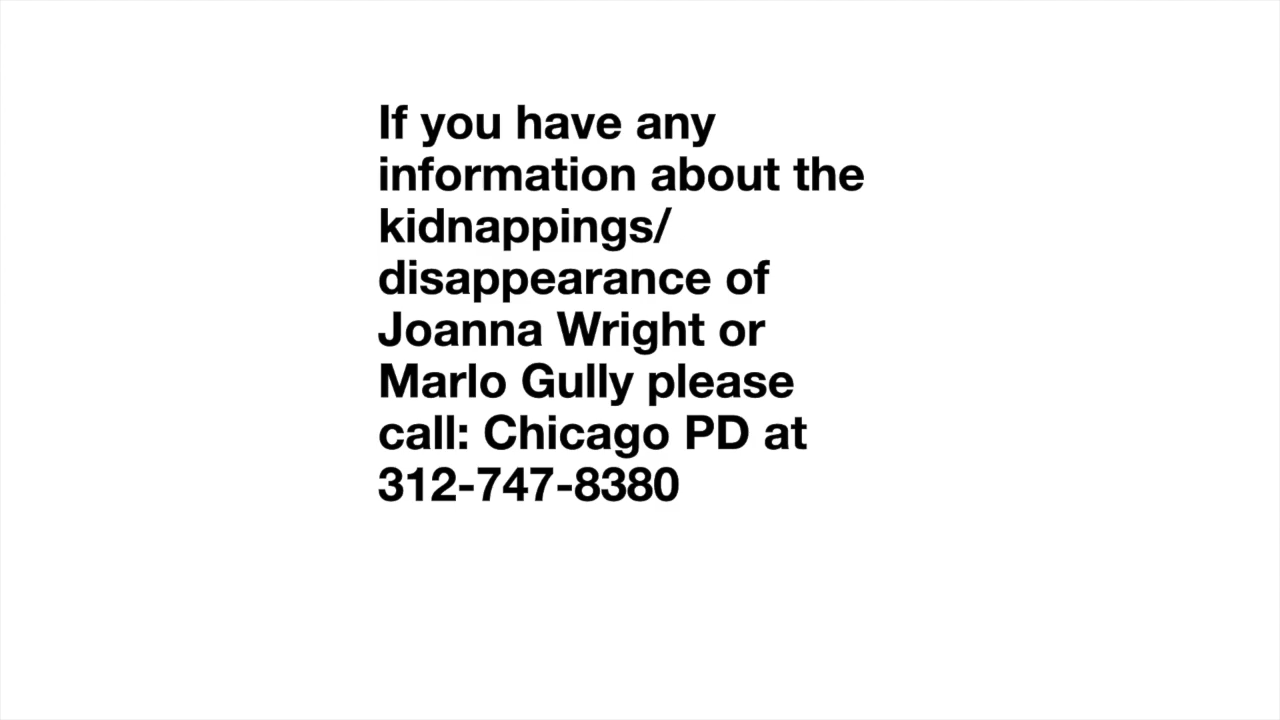 If you have any
information about the
kidnappings/
disappearance of
Joanna Wright or
Marlo Gully please
call: Chicago PD at
312-747-8380